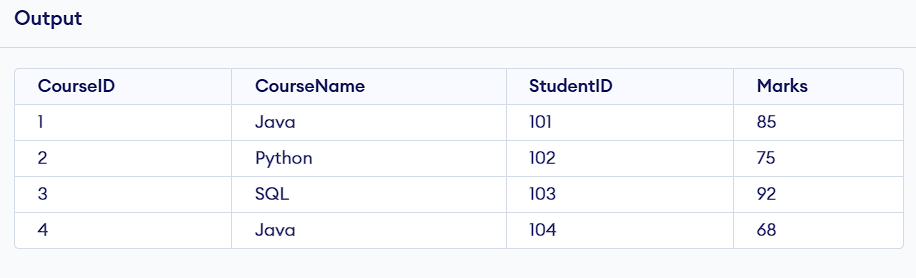 Output
CourseID CourseName StudentID Marks
1 Java 101 85
2 Python 102 75
3 SQL 103 92
4 Java 104 68